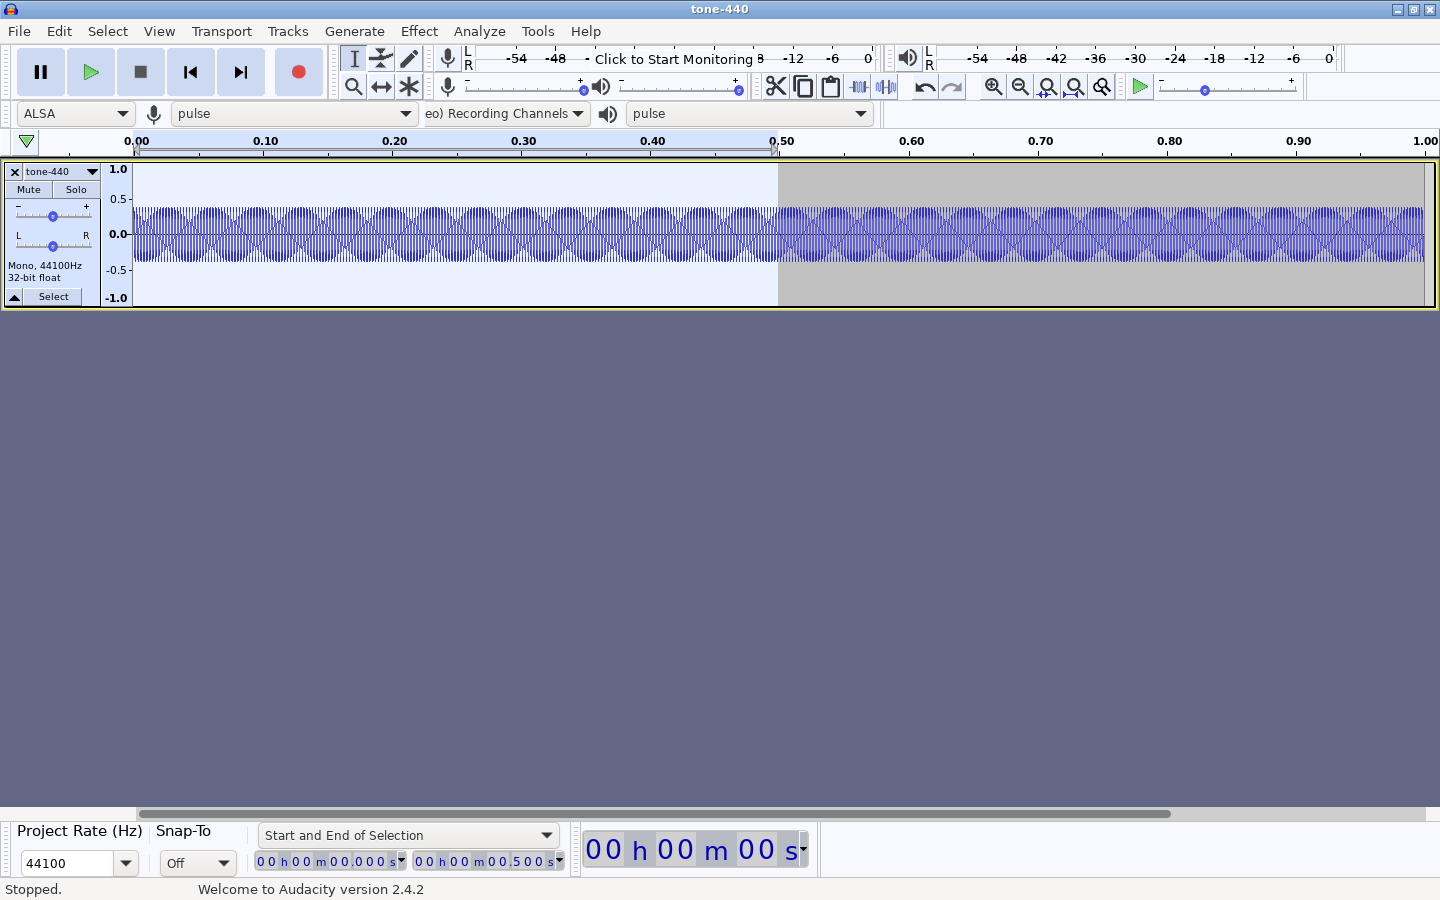 tone-440
File Edit Select View Transport Tracks Generate Effect Analyze Tools Help
L R -54 -48 - Click to Start Monitoring -12 -6 0 L R -54 -48 -42 -36 -30 -24 -18 -12 -6 0
ALSA pulse eo) Recording Channels pulse
0.00 0.10 0.20 0.30 0.40 0.50 0.60 0.70 0.80 0.90 1.00
tone-440
Mute Solo
- +
L R
Mono, 44100Hz
32-bit float
Select
1.0
0.5
0.0
-0.5
-1.0
Project Rate (Hz) Snap-To Start and End of Selection
44100 Off 00 h 00 m 00.000 s 00 h 00 m 00.500 s 00 h 00 m 00 s
Stopped. Welcome to Audacity version 2.4.2